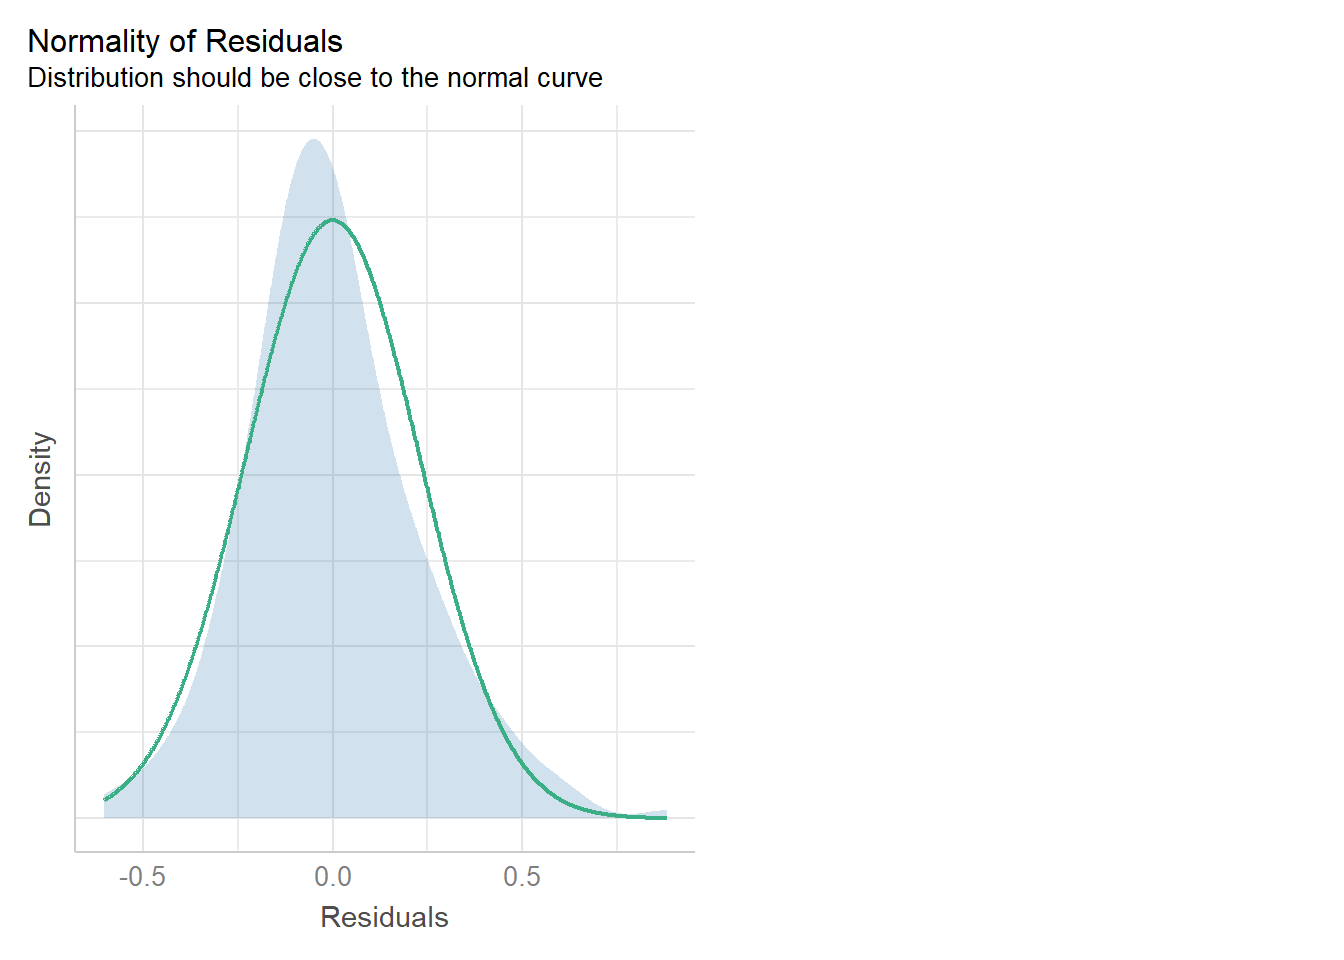 Normality of Residuals
Distribution should be close to the normal curve
Density
-0.5
0.0
0.5
Residuals